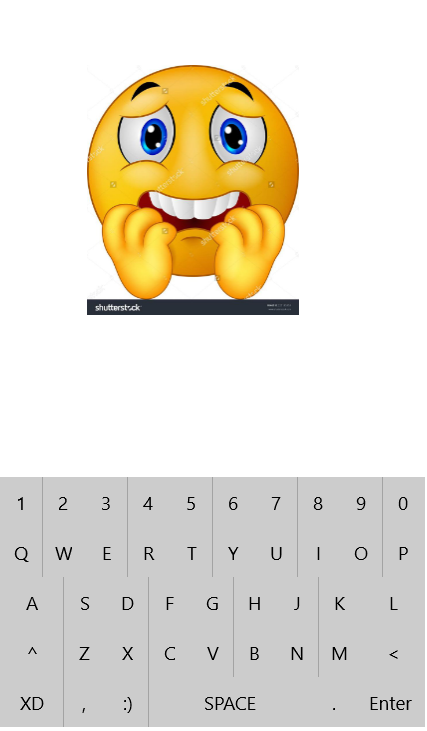 shutterstock
1 2 3 4 5 6 7 8 9 0
Q W E R T Y U I O P
A S D F G H J K L
^ Z X C V B N M <
XD , :) SPACE . Enter